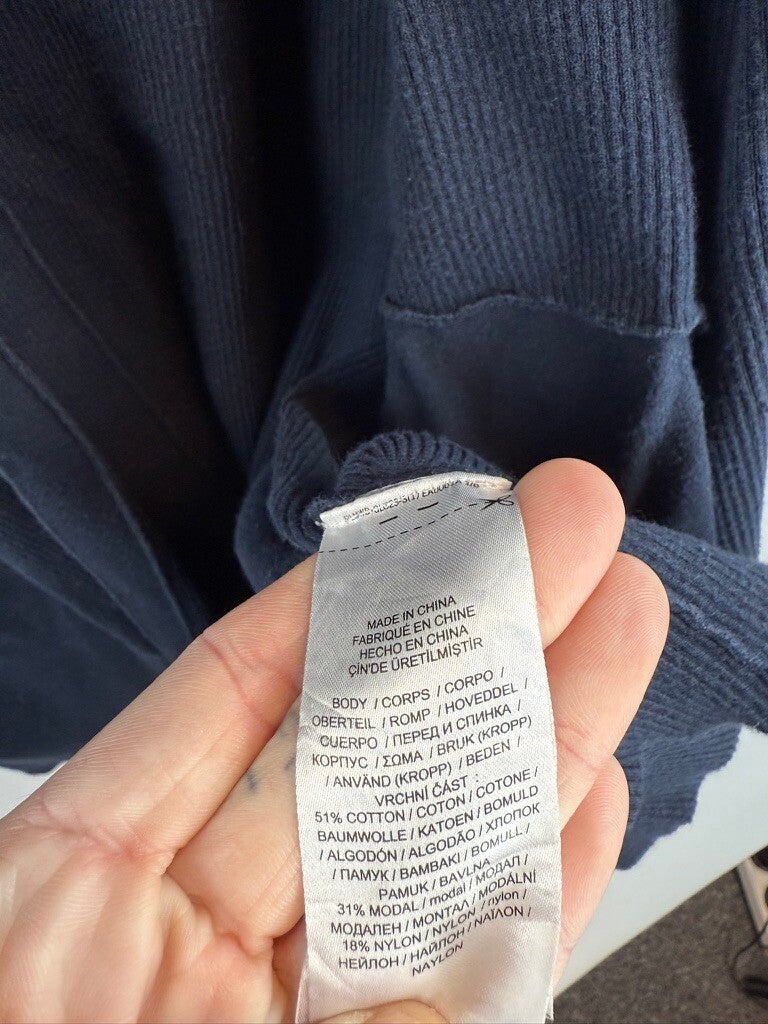 MADE IN CHINA
FABRIQUÉ EN CHINE
HECHO EN CHINA
ÇİN'DE ÜRETİLMİŞTİR
BODY / CORPS / CORPO /
OBERTEIL / ROMP / HOVEDDEL /
CUERPO / ПЕРЕД И СПИНКА /
КОРПУС / ΣΩΜΑ / BRUK (KROPP)
/ ANVÄND (KROPP) / BEDEN /
VRCHNÍ ČÁST :
51% COTTON / COTON / COTONE /
BAUMWOLLE / KATOEN / BOMULD
/ ALGODÓN / ALGODÃO / ХЛОПОК
/ ПАМУК / ΒΑΜΒΑΚΙ / BOMULL /
PAMUK / BAVLNA
31% MODAL / modal / МОДАЛ /
МОДАЛЕН / ΜΟΝΤΑΛ / MODÁLNÍ
18% NYLON / NYLON / nylon /
НЕЙЛОН / НАЙЛОН / ΝΑΪΛΟΝ /
NAYLON